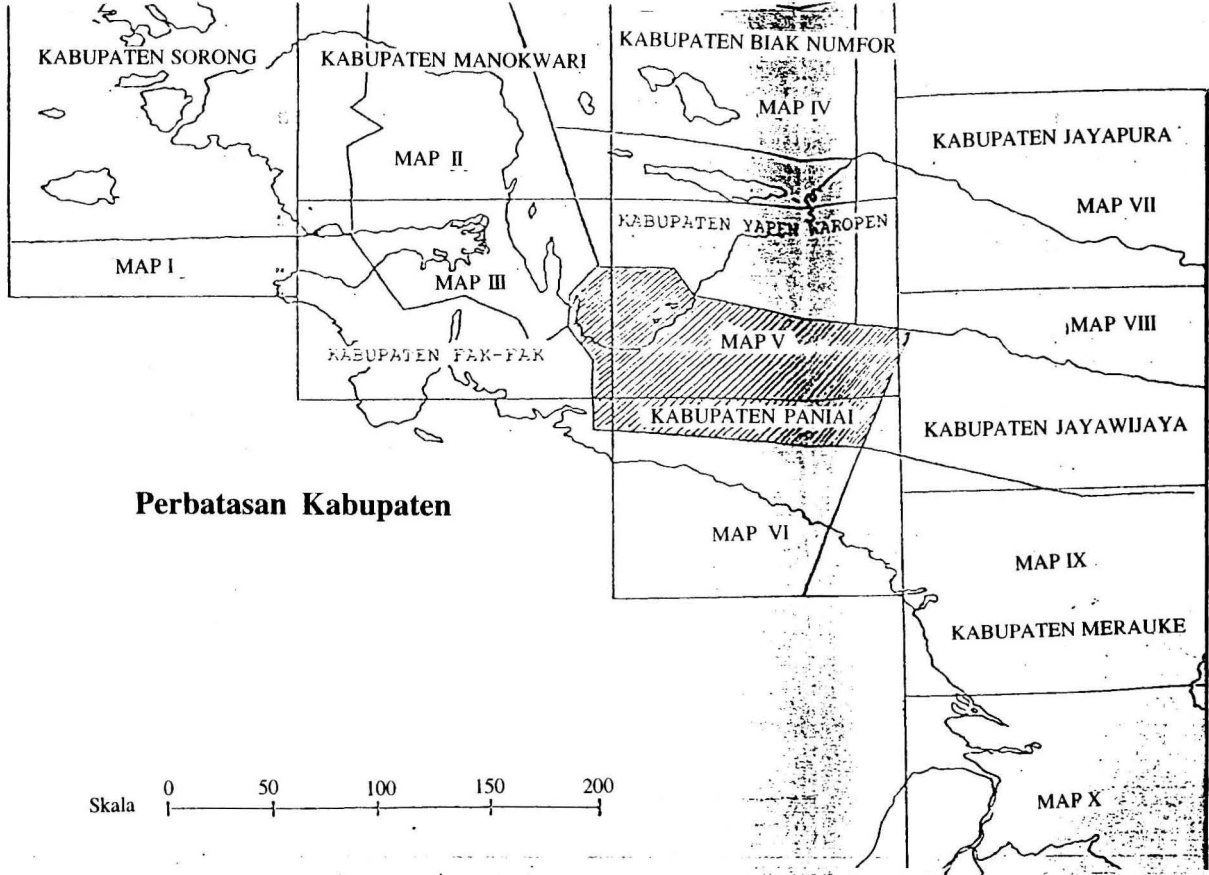 KABUPATEN SORONG
KABUPATEN MANOKWARI
KABUPATEN BIAK NUMFOR
MAP IV
KABUPATEN JAYAPURA
MAP II
MAP VII
KABUPATEN YAPEN WAROPEN
MAP I
MAP III
MAP VIII
MAP V
KABUPATEN FAK-FAK
KABUPATEN PANIAI
KABUPATEN JAYAWIJAYA
Perbatasan Kabupaten
MAP VI
MAP IX
KABUPATEN MERAUKE
Skala
0 50 100 150 200
MAP X